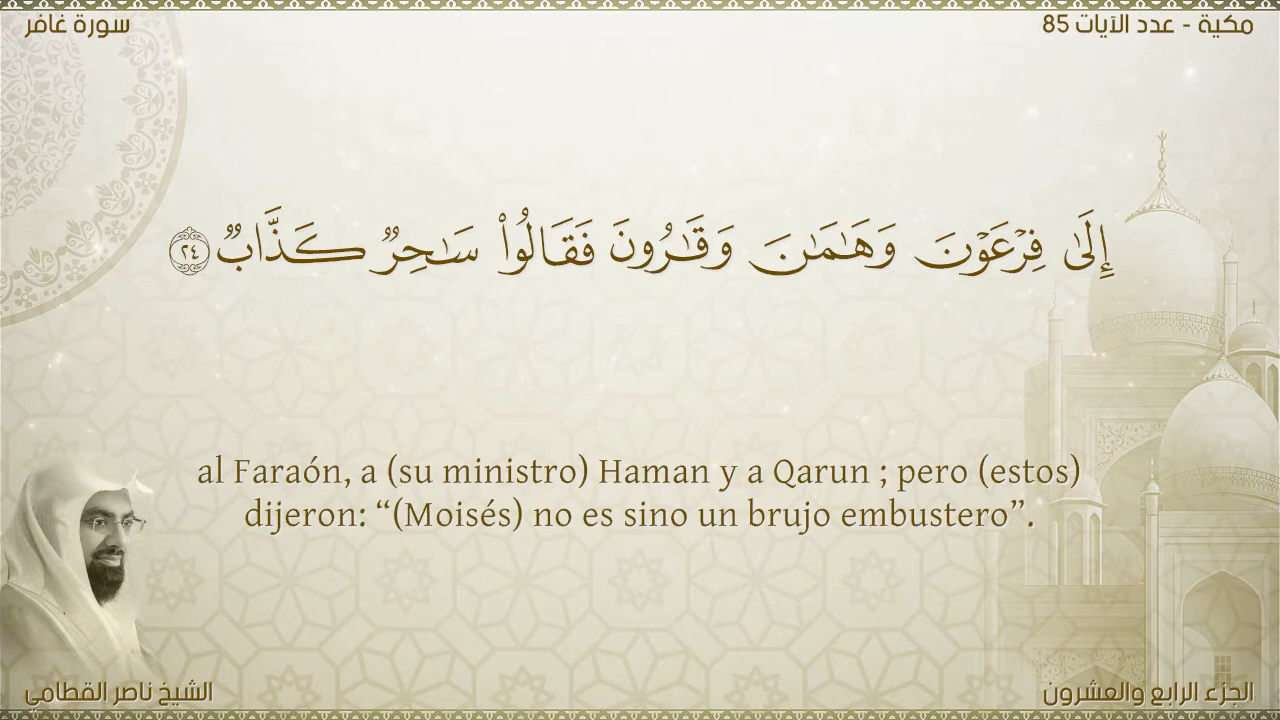 سورة غافر
مكية - عدد الآيات 85
إِلَىٰ فِرْعَوْنَ وَهَـٰمَـٰنَ وَقَـٰرُونَ فَقَالُوا۟ سَـٰحِرٌ كَذَّابٌ ٢٤
al Faraón, a (su ministro) Haman y a Qarun ; pero (estos)
dijeron: “(Moisés) no es sino un brujo embustero”.
الشيخ ناصر القطامي
الجزء الرابع والعشرون